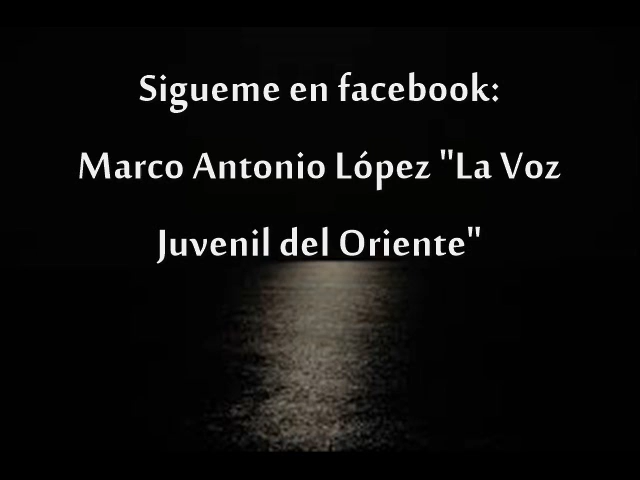 Sigueme en facebook:
Marco Antonio López "La Voz
Juvenil del Oriente"